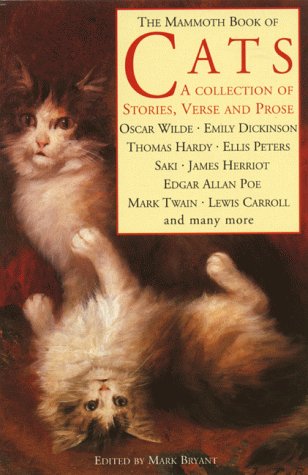 THE MAMMOTH BOOK OF
CATS
A COLLECTION OF
STORIES, VERSE AND PROSE
OSCAR WILDE · EMILY DICKINSON
THOMAS HARDY · ELLIS PETERS
SAKI · JAMES HERRIOT
EDGAR ALLAN POE
MARK TWAIN · LEWIS CARROLL
and many more
EDITED BY MARK BRYANT